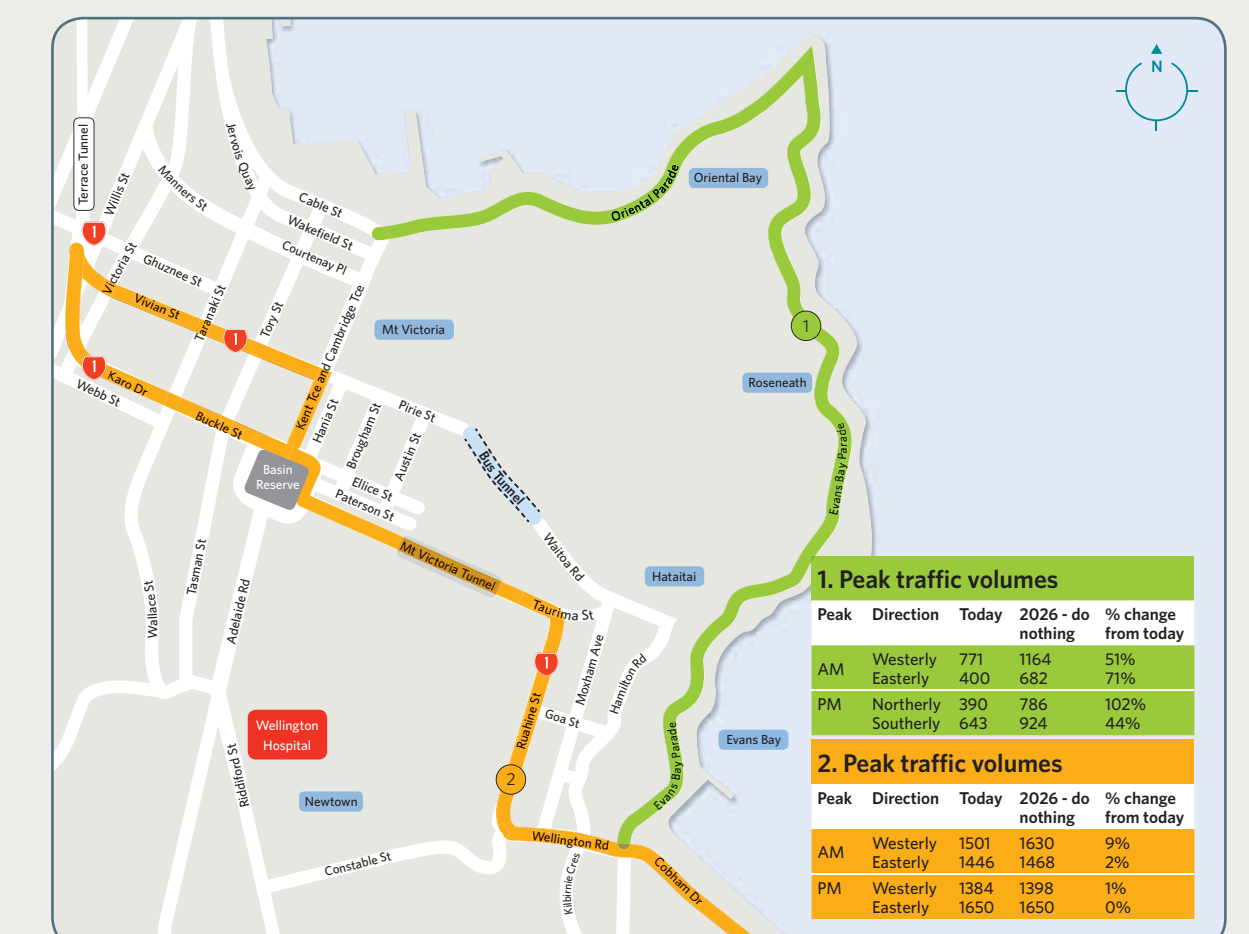 N
Terrace Tunnel
Willis St
Jervois Quay
Manners St
Cable St
Wakefield St
Courtenay Pl
Oriental Parade
Oriental Bay
1
Victoria St
Ghuznee St
Vivian St
Taranaki St
Tory St
1
Kent Tce and Cambridge Tce
Mt Victoria
1
1
Karo Dr
Webb St
Buckle St
Hania St
Brougham St
Pirie St
Austin St
Roseneath
Basin
Reserve
Ellice St
Paterson St
Bus Tunnel
Evans Bay Parade
Mt Victoria Tunnel
Waitoa Rd
Hataitai
Wallace St
Tasman St
Adelaide Rd
Taurima St
1
Moxham Ave
Hamilton Rd
Ruahine St
Goa St
Wellington
Hospital
Riddiford St
Newtown
2
Evans Bay
Evans Bay Parade
Wellington Rd
Constable St
Kilbirnie Cres
Cobham Dr
1. Peak traffic volumes
Peak Direction Today 2026 - do nothing % change from today
AM Westerly 771 1164 51%
Easterly 400 682 71%
PM Northerly 390 786 102%
Southerly 643 924 44%
2. Peak traffic volumes
Peak Direction Today 2026 - do nothing % change from today
AM Westerly 1501 1630 9%
Easterly 1446 1468 2%
PM Westerly 1384 1398 1%
Easterly 1650 1650 0%